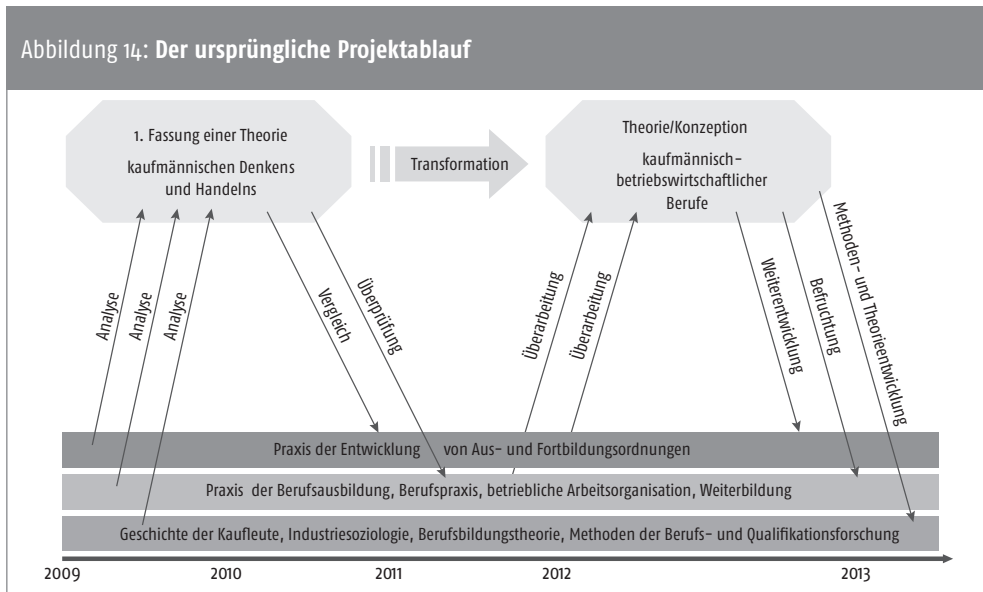 Abbildung 14: Der ursprüngliche Projektablauf
1. Fassung einer Theorie
kaufmännischen Denkens
und Handelns
Transformation
Theorie/Konzeption
kaufmännisch-
betriebswirtschaftlicher
Berufe
Analyse
Analyse
Analyse
Vergleich
Überprüfung
Überarbeitung
Überarbeitung
Weiterentwicklung
Befruchtung
Methoden- und Theorieentwicklung
Praxis der Entwicklung von Aus- und Fortbildungsordnungen
Praxis der Berufsausbildung, Berufspraxis, betriebliche Arbeitsorganisation, Weiterbildung
Geschichte der Kaufleute, Industriesoziologie, Berufsbildungstheorie, Methoden der Berufs- und Qualifikationsforschung
2009 2010 2011 2012 2013